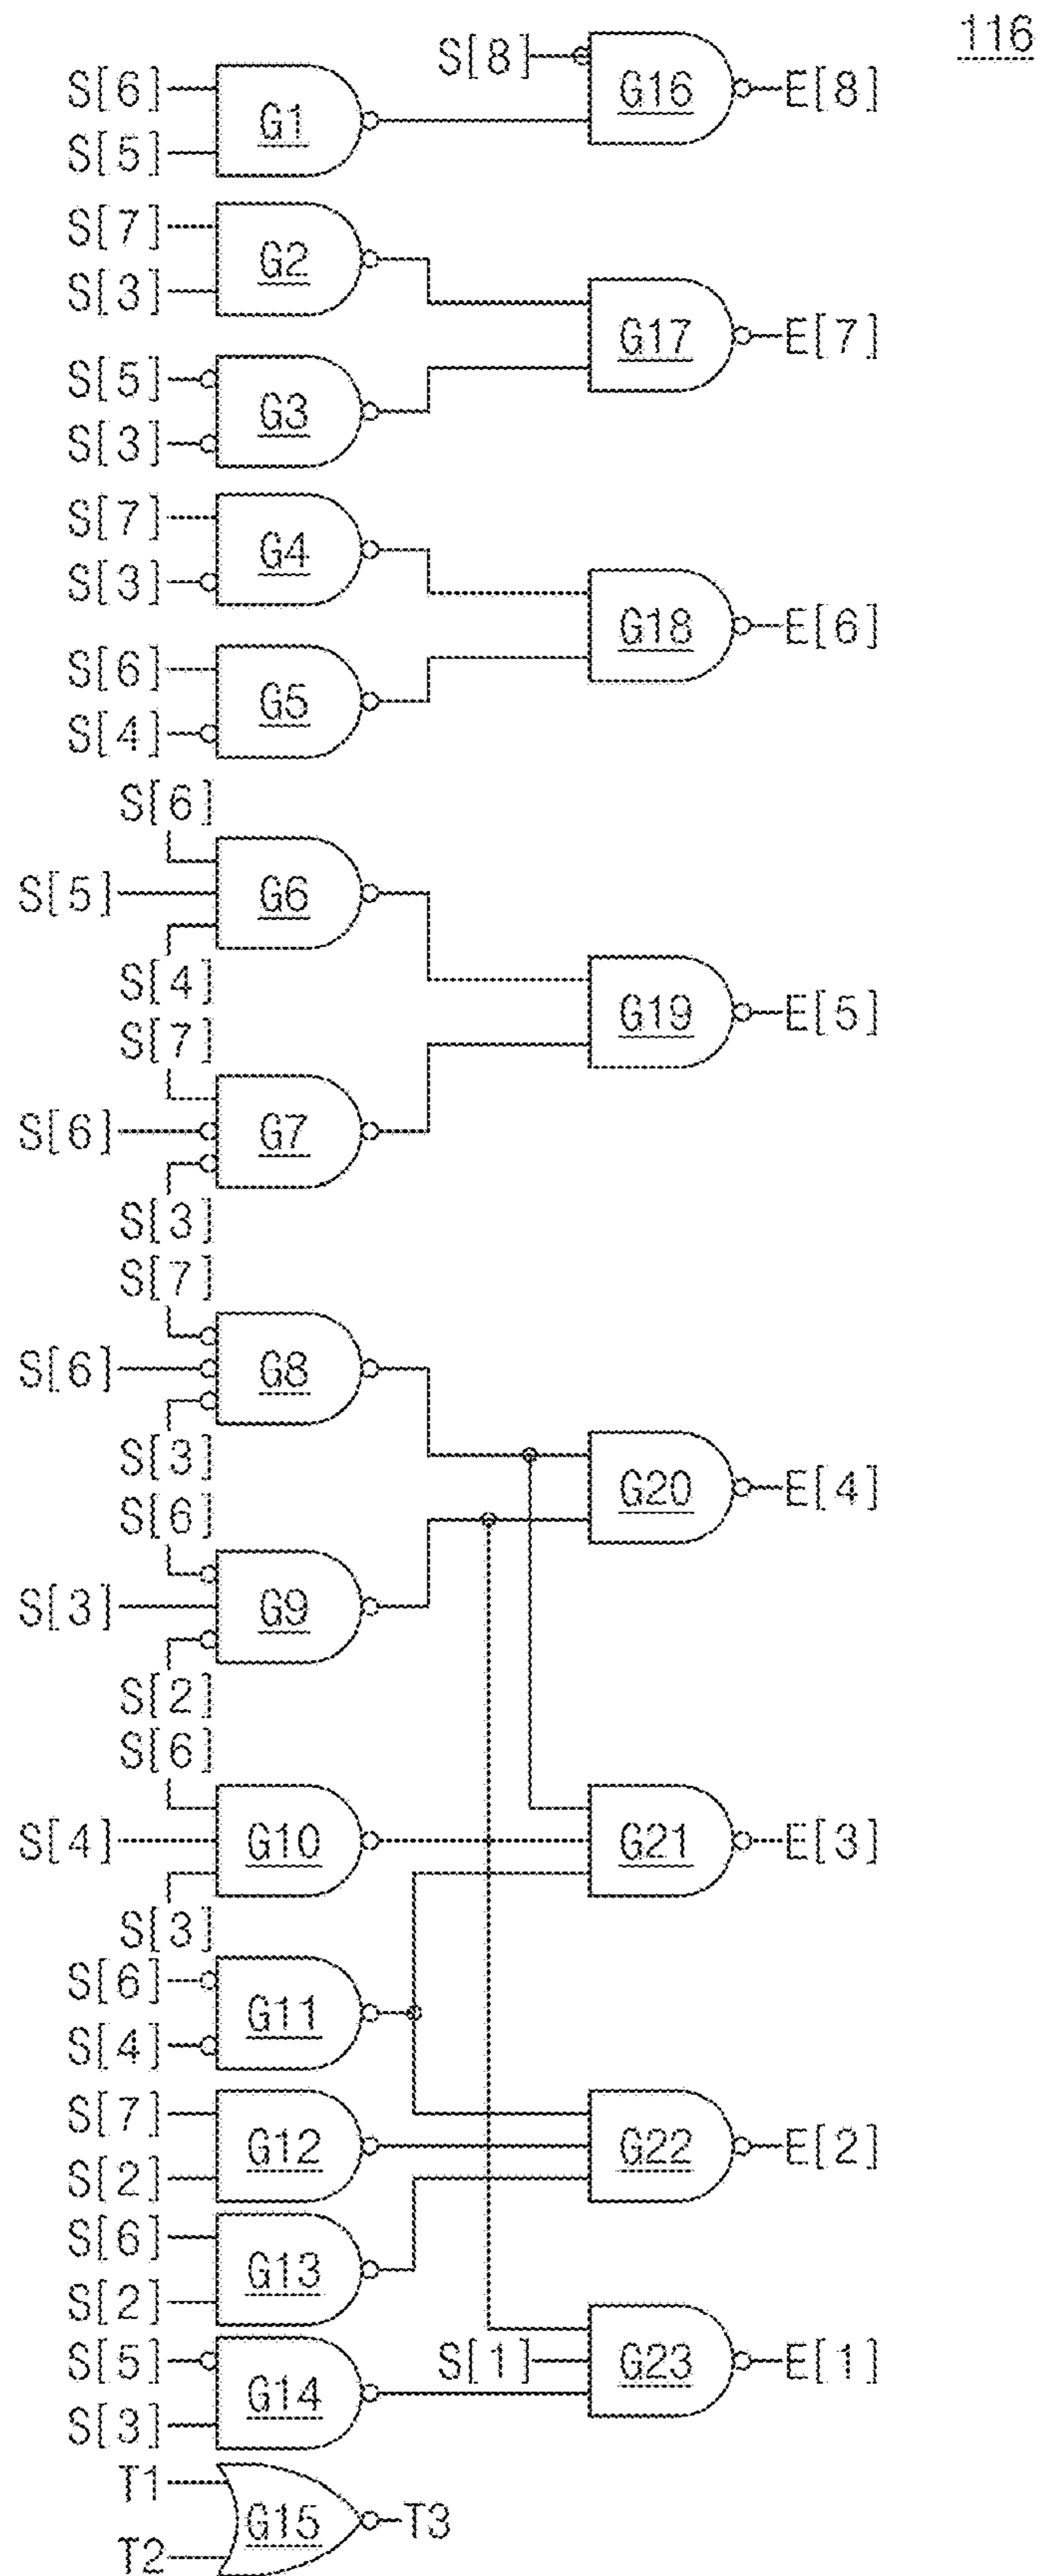 116
S[8]
G16
E[8]
S[6]
G1
S[5]
S[7]
G2
S[3]
G17
E[7]
S[5]
G3
S[3]
S[7]
G4
S[3]
G18
E[6]
S[6]
G5
S[4]
S[6]
S[5]
G6
S[4]
G19
E[5]
S[7]
S[6]
G7
S[3]
S[7]
S[6]
G8
S[3]
G20
E[4]
S[6]
S[3]
G9
S[2]
S[6]
S[4]
G10
S[3]
G21
E[3]
S[6]
G11
S[4]
S[7]
G12
S[2]
G22
E[2]
S[6]
G13
S[2]
S[5]
G14
S[3]
S[1]
G23
E[1]
T1
G15
T3
T2